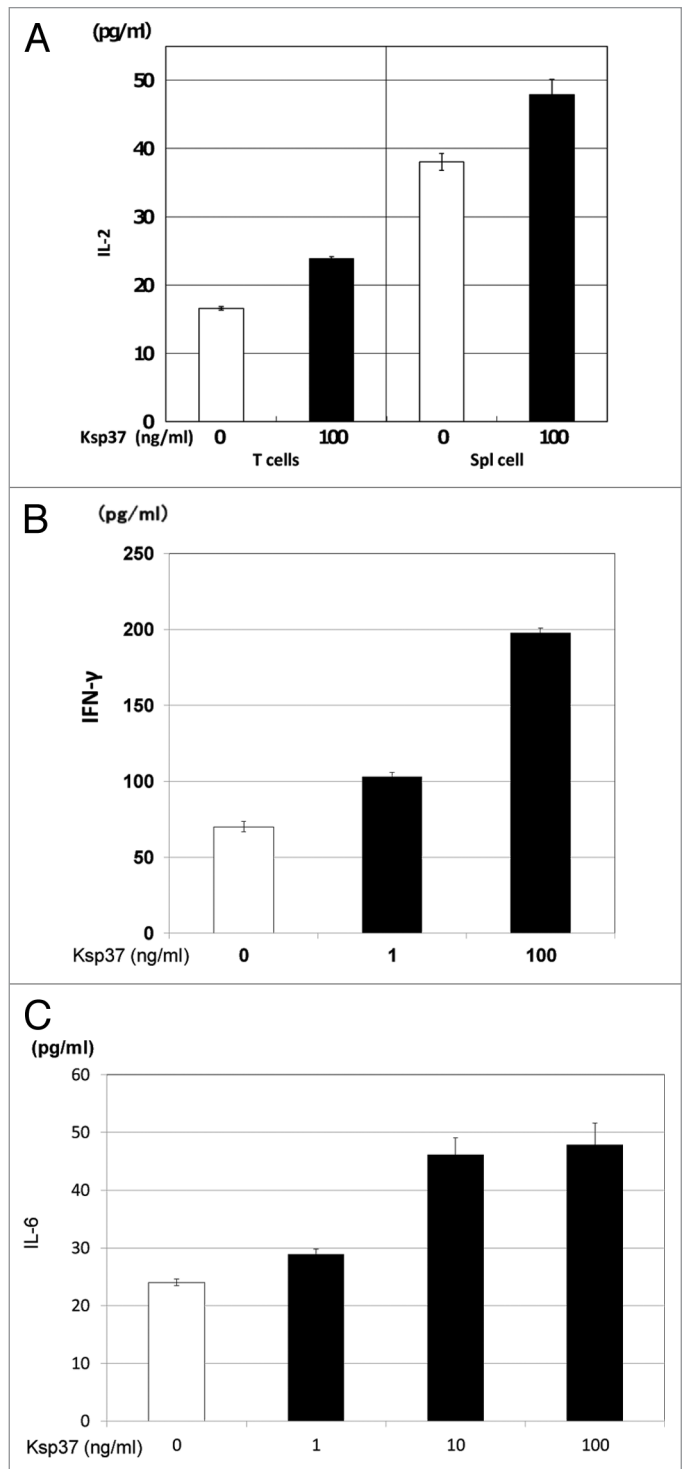 A
(pg/ml)
50
40
30
20
10
0
IL-2
Ksp37 (ng/ml) 0 100 0 100
T cells Spl cell
B
(pg/ml)
250
200
150
100
50
0
IFN-γ
Ksp37 (ng/ml) 0 1 100
C
(pg/ml)
60
50
40
30
20
10
0
IL-6
Ksp37 (ng/ml) 0 1 10 100